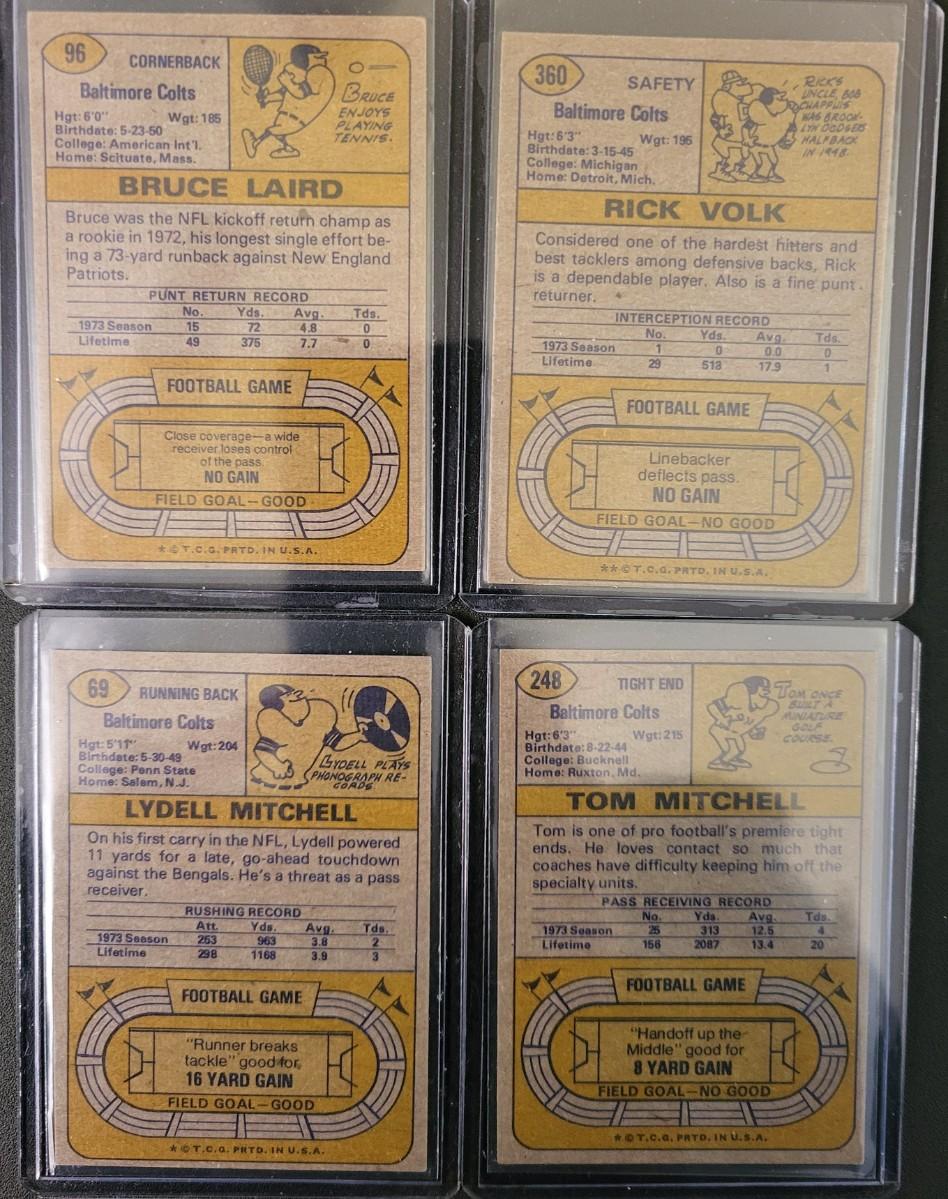 96
CORNERBACK
Baltimore Colts
Hgt: 6'0" Wgt: 185
Birthdate: 5-23-50
College: American Int'l.
Home: Scituate, Mass.
BRUCE
ENJOYS
PLAYING
TENNIS.
BRUCE LAIRD
Bruce was the NFL kickoff return champ as
a rookie in 1972, his longest single effort be-
ing a 73-yard runback against New England
Patriots.
PUNT RETURN RECORD
No. Yds. Avg. Tds.
1973 Season 15 72 4.8 0
Lifetime 49 375 7.7 0
FOOTBALL GAME
Close coverage—a wide
receiver loses control
of the pass.
NO GAIN
FIELD GOAL—GOOD
* © T.C.G. PRTD. IN U.S.A.
360
SAFETY
Baltimore Colts
Hgt: 6'3" Wgt: 195
Birthdate: 3-15-45
College: Michigan
Home: Detroit, Mich.
RICK'S
UNCLE, BOB
CHAPPUIS
WAS BROOK-
LYN DODGERS
HALFBACK
IN 1948.
RICK VOLK
Considered one of the hardest hitters and
best tacklers among defensive backs, Rick
is a dependable player. Also is a fine punt
returner.
INTERCEPTION RECORD
No. Yds. Avg. Tds.
1973 Season 1 0 0.0 0
Lifetime 29 513 17.9 1
FOOTBALL GAME
Linebacker
deflects pass.
NO GAIN
FIELD GOAL—NO GOOD
** © T.C.G. PRTD. IN U.S.A.
69
RUNNING BACK
Baltimore Colts
Hgt: 5'11" Wgt: 204
Birthdate: 5-30-49
College: Penn State
Home: Salem, N.J.
LYDELL PLAYS
PHONOGRAPH RE-
CORDS.
LYDELL MITCHELL
On his first carry in the NFL, Lydell powered
11 yards for a late, go-ahead touchdown
against the Bengals. He's a threat as a pass
receiver.
RUSHING RECORD
Att. Yds. Avg. Tds.
1973 Season 253 963 3.8 2
Lifetime 298 1168 3.9 3
FOOTBALL GAME
"Runner breaks
tackle" good for
16 YARD GAIN
FIELD GOAL—GOOD
* © T.C.G. PRTD. IN U.S.A.
248
TIGHT END
Baltimore Colts
Hgt: 6'3" Wgt: 215
Birthdate: 8-22-44
College: Bucknell
Home: Ruxton, Md.
TOM ONCE
BUILT A
MINIATURE
GOLF
COURSE.
TOM MITCHELL
Tom is one of pro football's premiere tight
ends. He loves contact so much that
coaches have difficulty keeping him off the
specialty units.
PASS RECEIVING RECORD
No. Yds. Avg. Tds.
1973 Season 25 313 12.5 4
Lifetime 156 2087 13.4 20
FOOTBALL GAME
"Handoff up the
Middle" good for
8 YARD GAIN
FIELD GOAL—NO GOOD
* © T.C.G. PRTD. IN U.S.A.